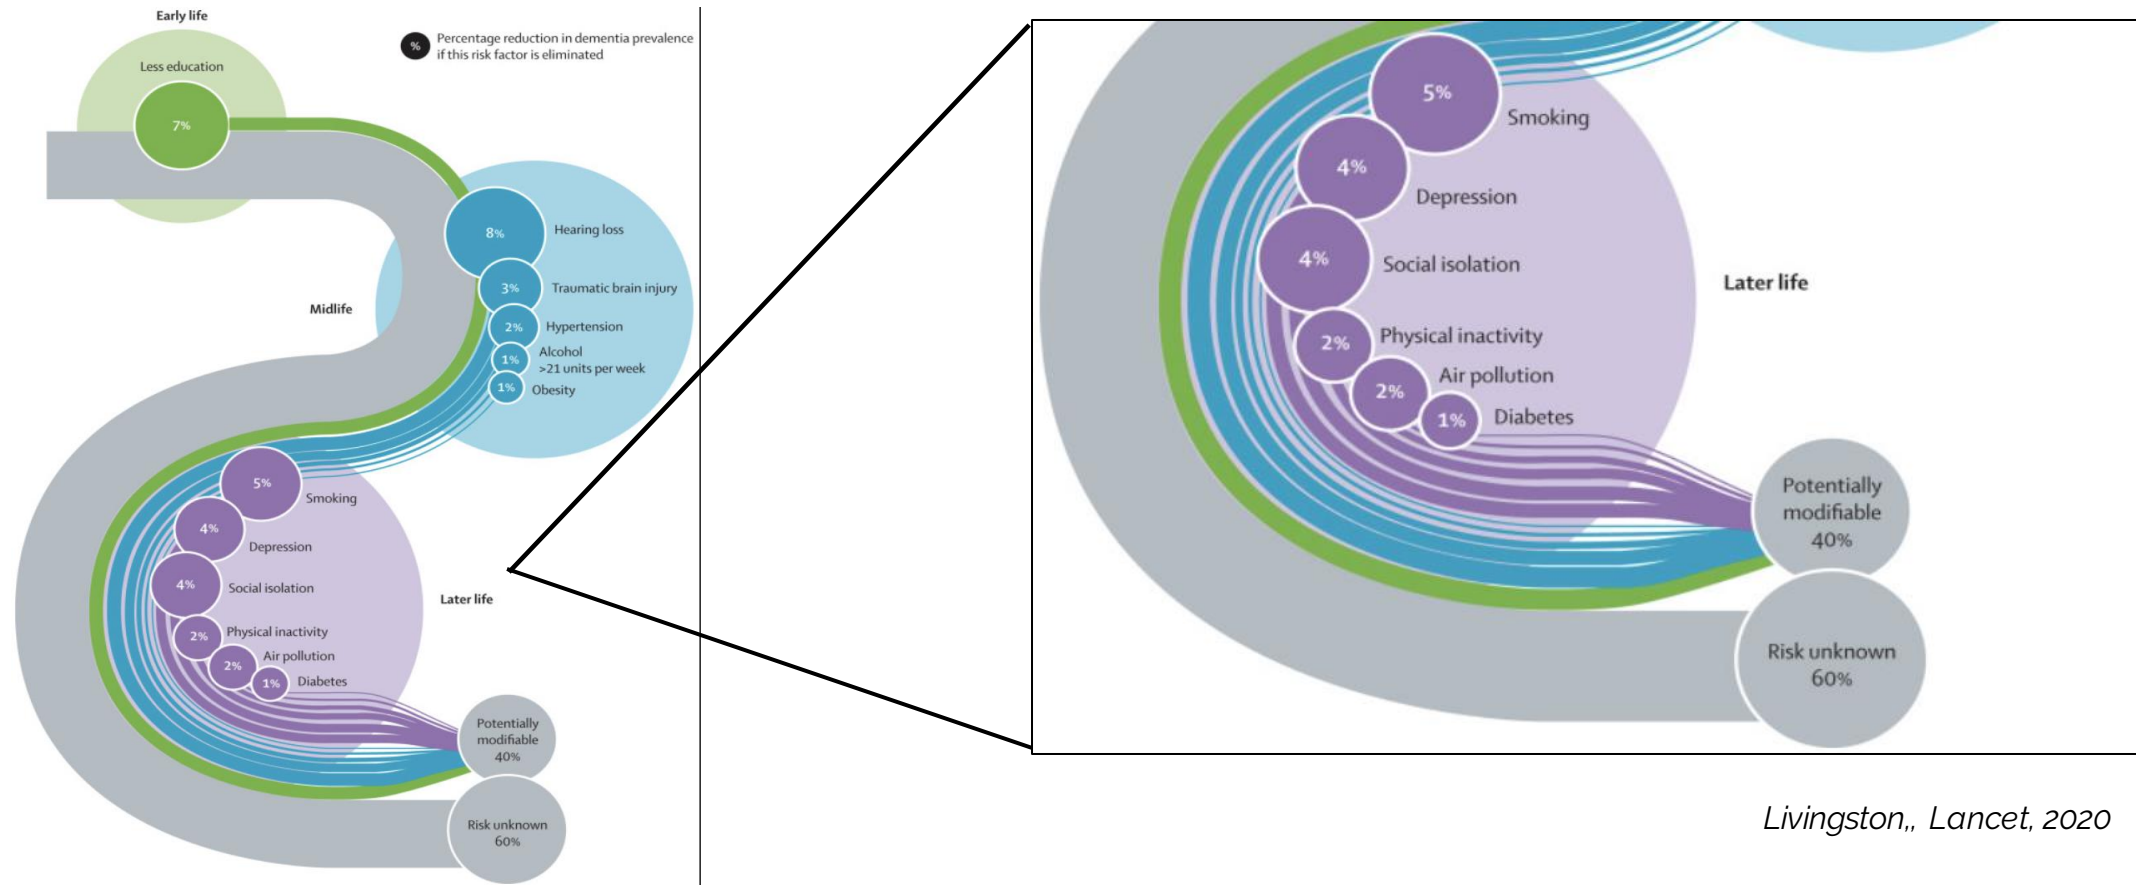 Early life
%
Percentage reduction in dementia prevalence
if this risk factor is eliminated
Less education
7%
8%
Hearing loss
3%
Traumatic brain injury
Midlife
2%
Hypertension
1%
Alcohol
>21 units per week
1%
Obesity
5%
Smoking
4%
Depression
4%
Social isolation
Later life
2%
Physical inactivity
2%
Air pollution
1%
Diabetes
Potentially
modifiable
40%
Risk unknown
60%
5%
Smoking
4%
Depression
4%
Social isolation
Later life
2%
Physical inactivity
2%
Air pollution
1%
Diabetes
Potentially
modifiable
40%
Risk unknown
60%
Livingston,, Lancet, 2020